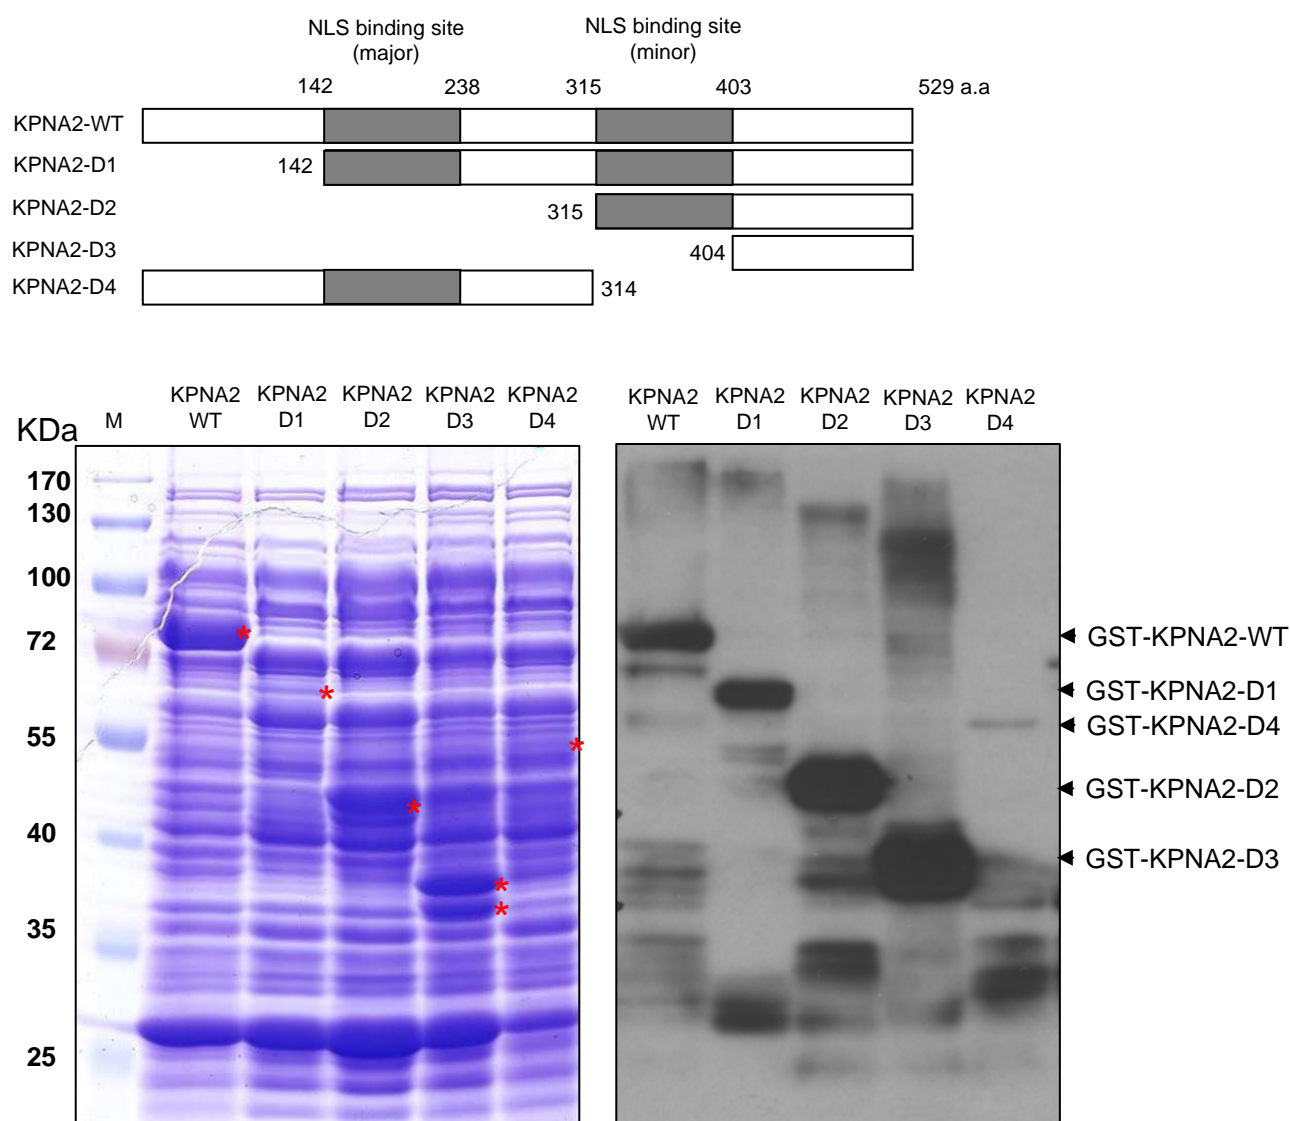 NLS binding site (major)
NLS binding site (minor)
142 238 315 403 529 a.a
KPNA2-WT
KPNA2-D1 142
KPNA2-D2 315
KPNA2-D3 404
KPNA2-D4 314
KDa
M
KPNA2 WT
KPNA2 D1
KPNA2 D2
KPNA2 D3
KPNA2 D4
170
130
100
72
55
40
35
25
* * * * * *
KPNA2 WT
KPNA2 D1
KPNA2 D2
KPNA2 D3
KPNA2 D4
GST-KPNA2-WT
GST-KPNA2-D1
GST-KPNA2-D4
GST-KPNA2-D2
GST-KPNA2-D3